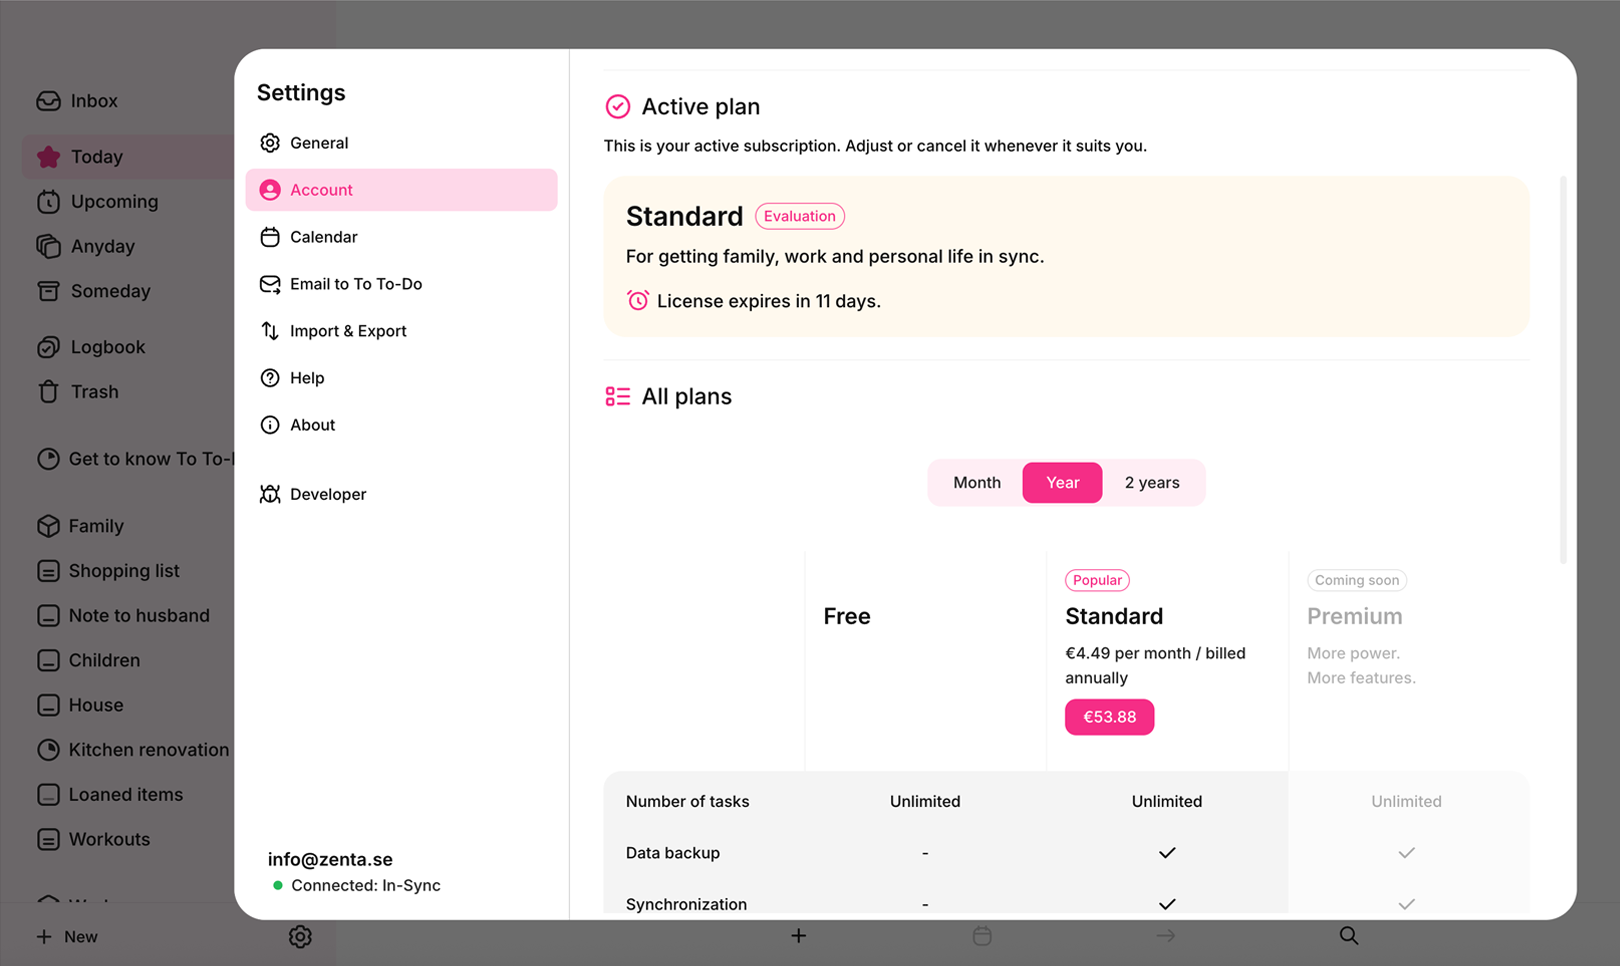 Inbox
Today
Upcoming
Anyday
Someday
Logbook
Trash
Get to know To To-
Family
Shopping list
Note to husband
Children
House
Kitchen renovation
Loaned items
Workouts
New
Settings
General
Account
Calendar
Email to To To-Do
Import & Export
Help
About
Developer
info@zenta.se
Connected: In-Sync
Active plan
This is your active subscription. Adjust or cancel it whenever it suits you.
Standard Evaluation
For getting family, work and personal life in sync.
License expires in 11 days.
All plans
Month Year 2 years
Free
Popular
Standard
€4.49 per month / billed
annually
€53.88
Coming soon
Premium
More power.
More features.
Number of tasks Unlimited Unlimited Unlimited
Data backup -
Synchronization -